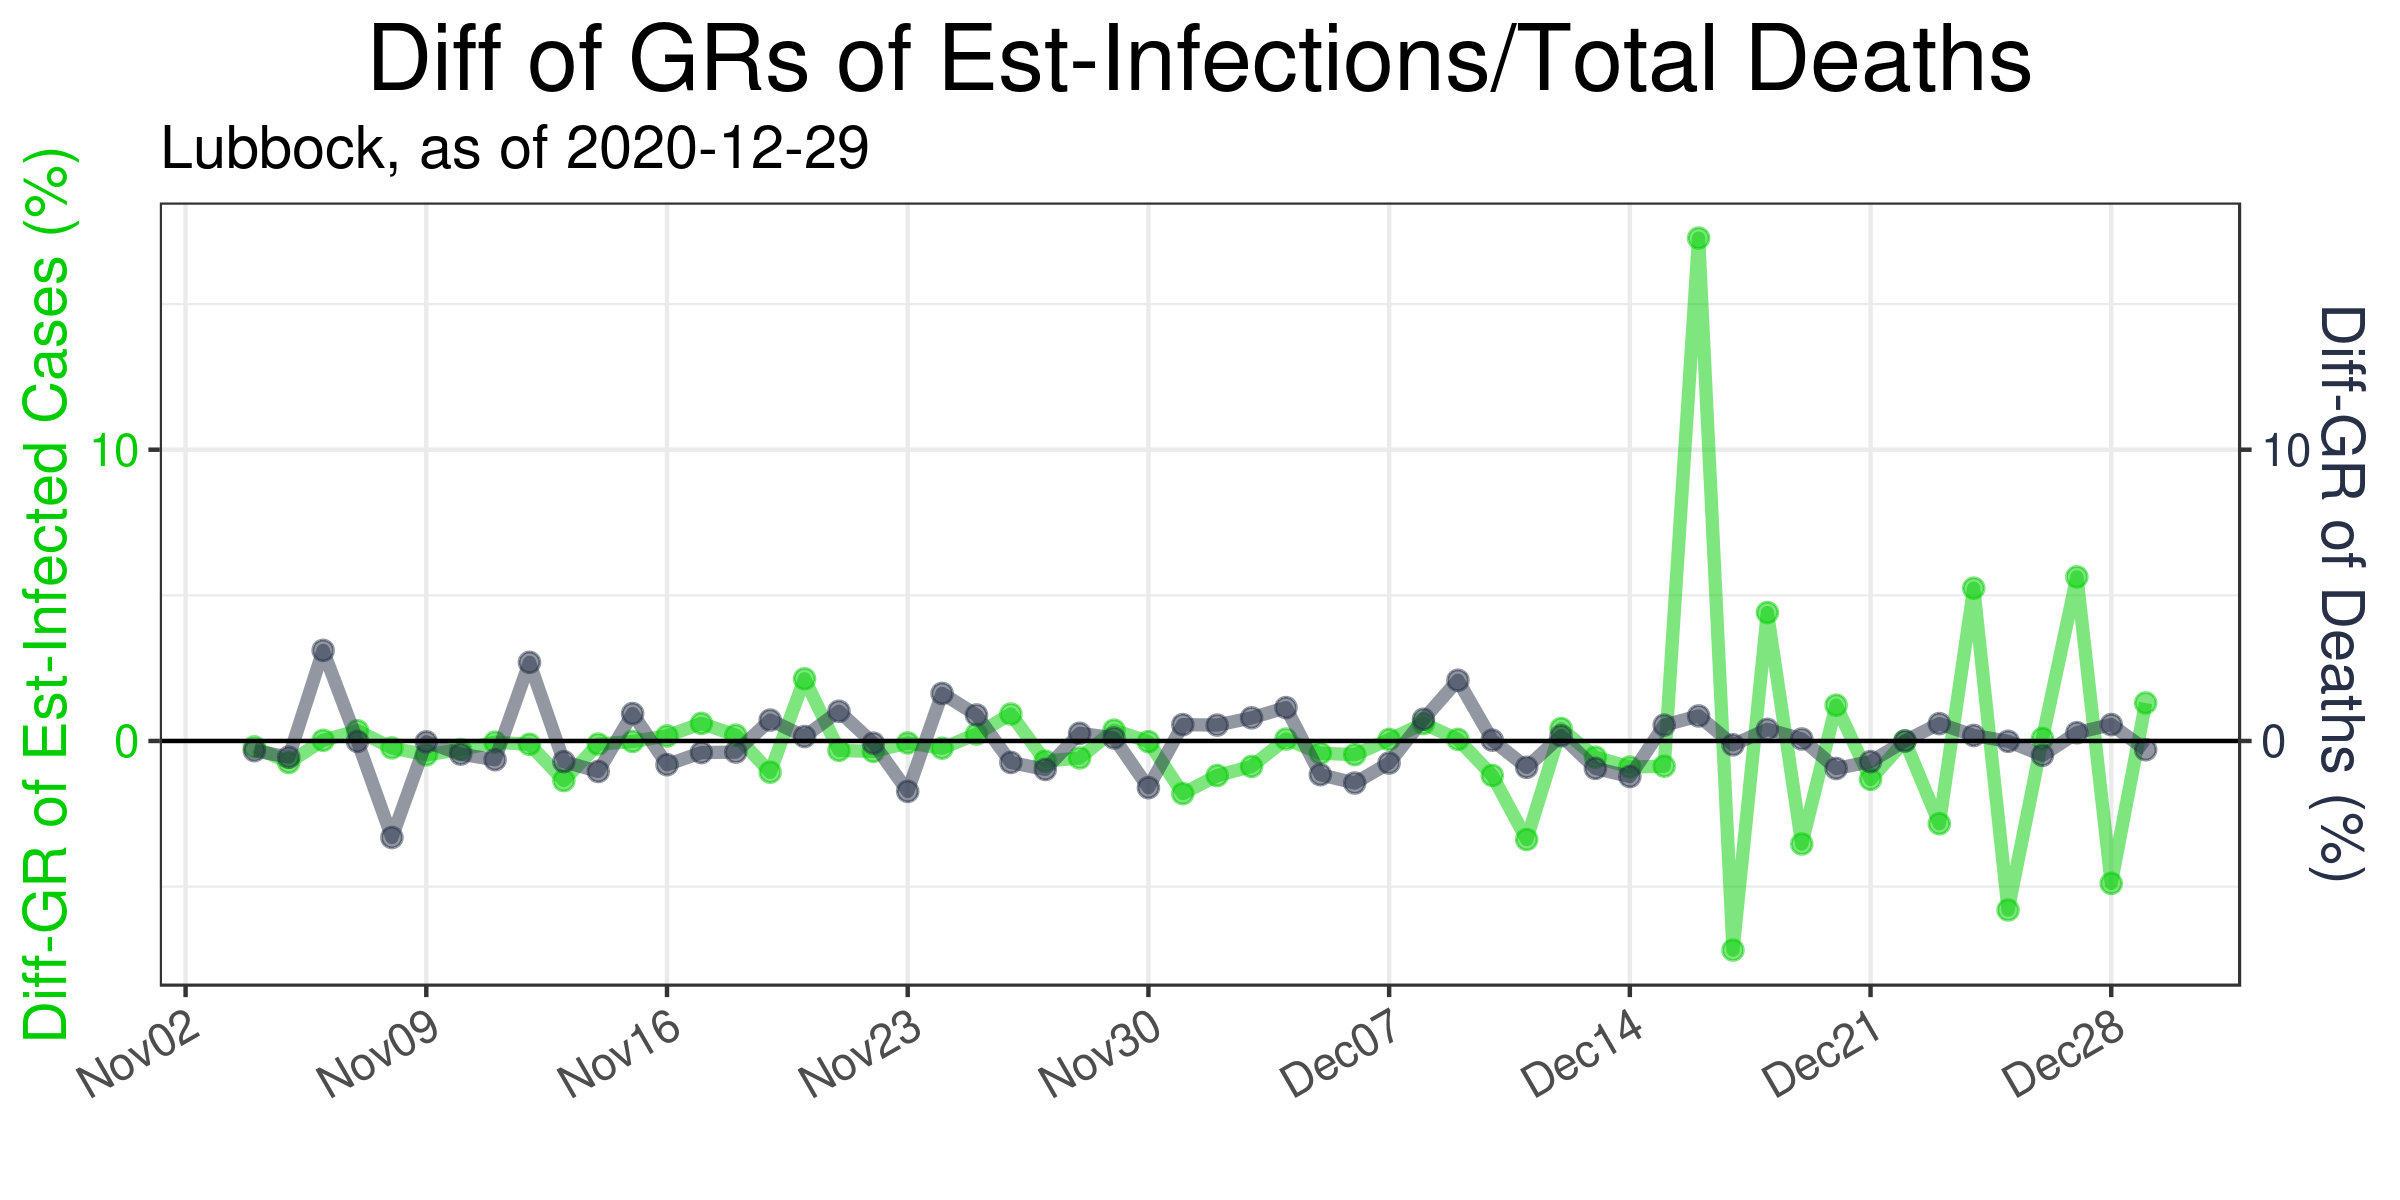 Diff of GRs of Est-Infections/Total Deaths
Lubbock, as of 2020-12-29
Diff-GR of Est-Infected Cases (%)
10
0
10
0
Diff-GR of Deaths (%)
Nov02
Nov09
Nov16
Nov23
Nov30
Dec07
Dec14
Dec21
Dec28